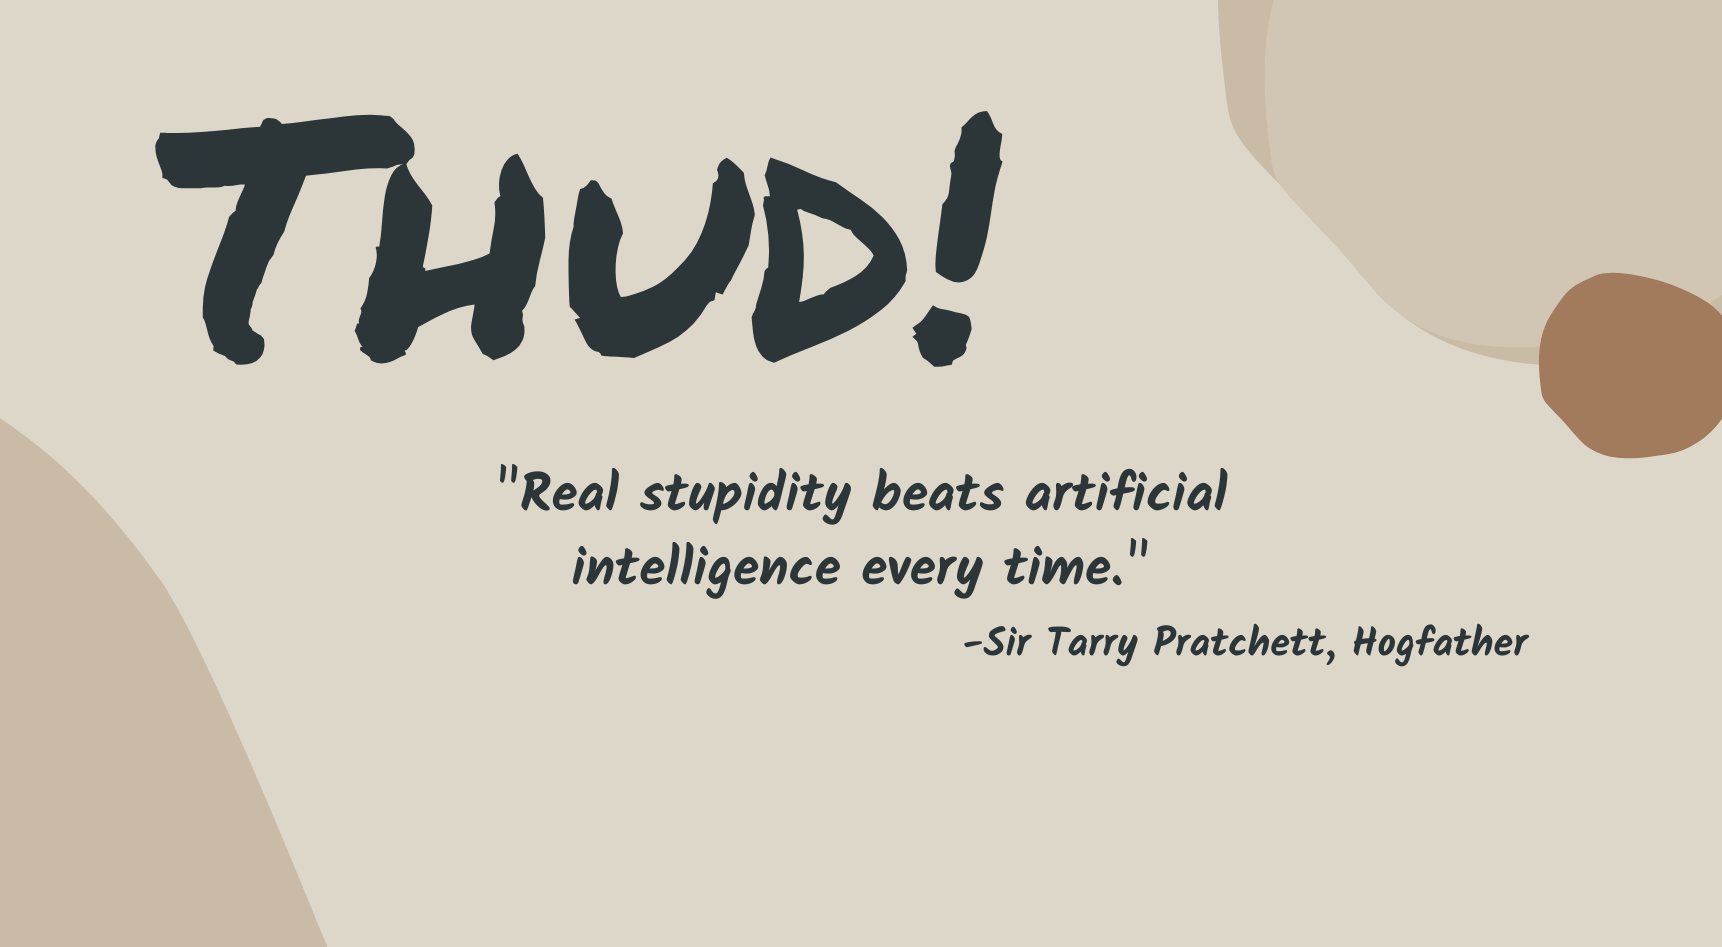 THUD!
"Real stupidity beats artificial
intelligence every time."
-Sir Tarry Pratchett, Hogfather